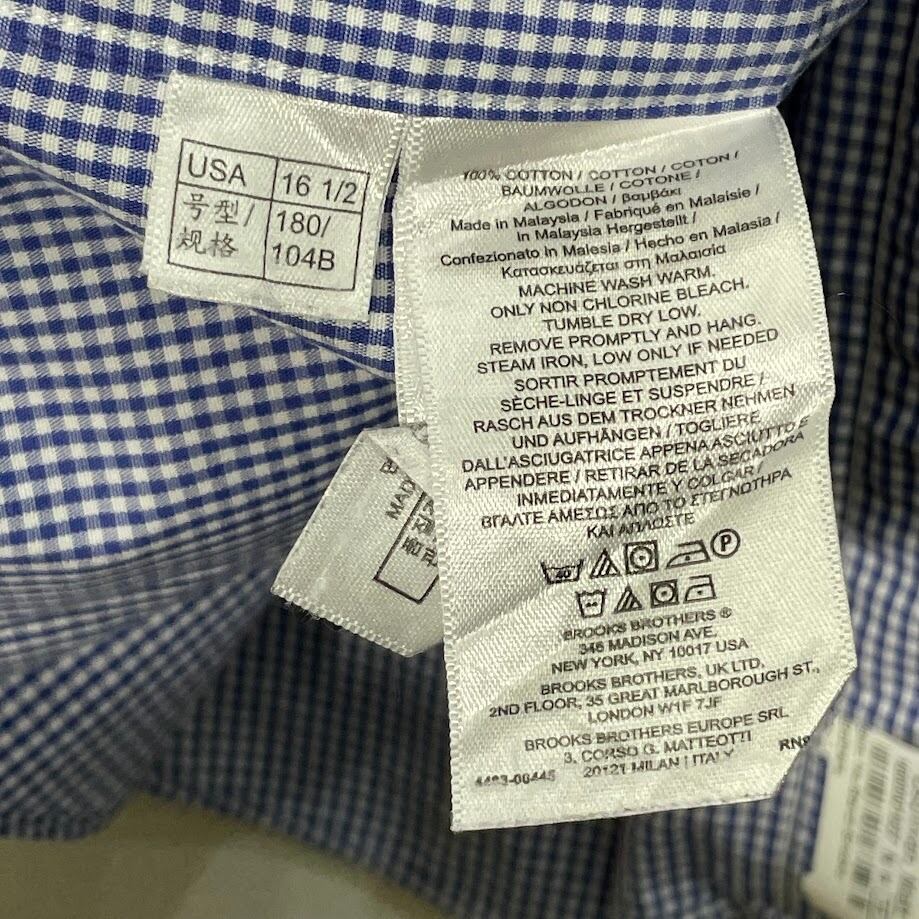 USA 16 1/2
号型/ 180/
规格 104B
100% COTTON / COTTON / COTON /
BAUMWOLLE / COTONE /
ALGODON / βαμβάκι
Made in Malaysia / Fabriqué en Malaisie /
in Malaysia Hergestellt /
Confezionato in Malesia / Hecho en Malasia /
Κατασκευάζεται στη Μαλαισία
MACHINE WASH WARM.
ONLY NON CHLORINE BLEACH.
TUMBLE DRY LOW.
REMOVE PROMPTLY AND HANG.
STEAM IRON, LOW ONLY IF NEEDED
SORTIR PROMPTEMENT DU
SÈCHE-LINGE ET SUSPENDRE /
RASCH AUS DEM TROCKNER NEHMEN
UND AUFHÄNGEN / TOGLIERE
DALL'ASCIUGATRICE APPENA ASCIUTTO E
APPENDERE / RETIRAR DE LA SECADORA
INMEDIATAMENTE Y COLGAR /
ΒΓΑΛΤΕ ΑΜΕΣΩΣ ΑΠΟ ΤΟ ΣΤΕΓΝΩΤΗΡΑ
ΚΑΙ ΑΠΛΩΣΤΕ
40 P
BROOKS BROTHERS ®
346 MADISON AVE.
NEW YORK, NY 10017 USA
BROOKS BROTHERS, UK LTD,
2ND FLOOR, 35 GREAT MARLBOROUGH ST.,
LONDON W1F 7JF
BROOKS BROTHERS EUROPE SRL
3, CORSO G. MATTEOTTI
20121 MILAN | ITALY
MADE